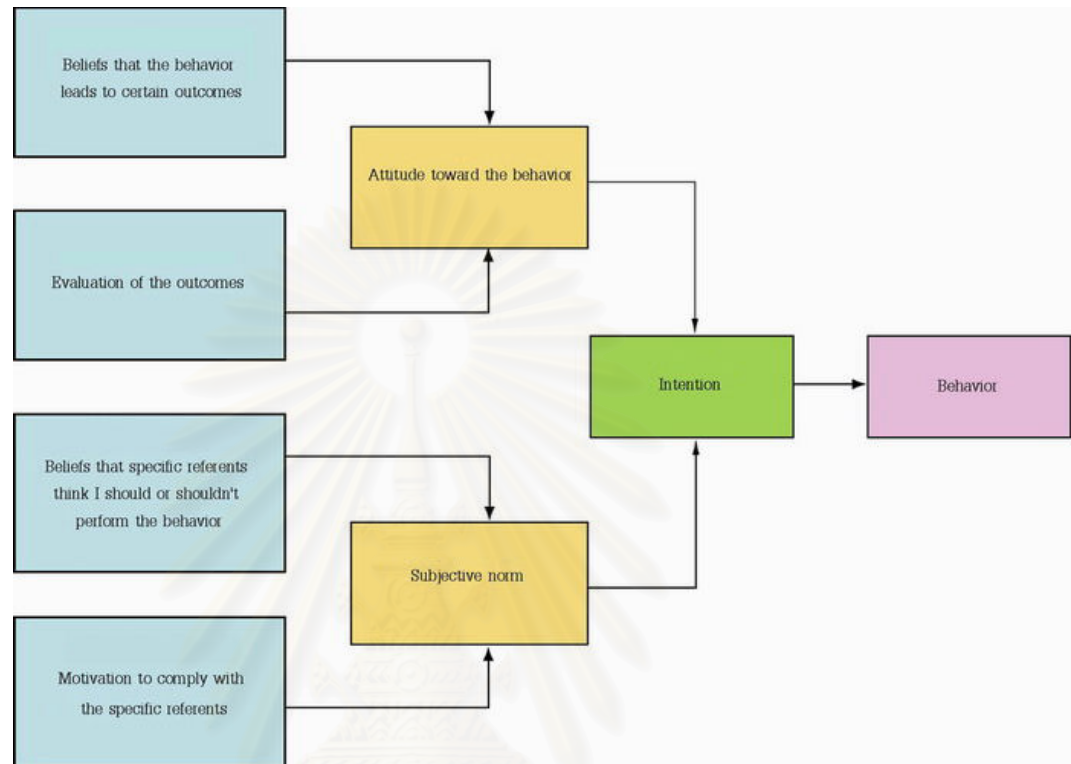 Beliefs that the behavior
leads to certain outcomes
Attitude toward the behavior
Evaluation of the outcomes
Intention
Behavior
Beliefs that specific referents
think I should or shouldn't
perform the behavior
Subjective norm
Motivation to comply with
the specific referents